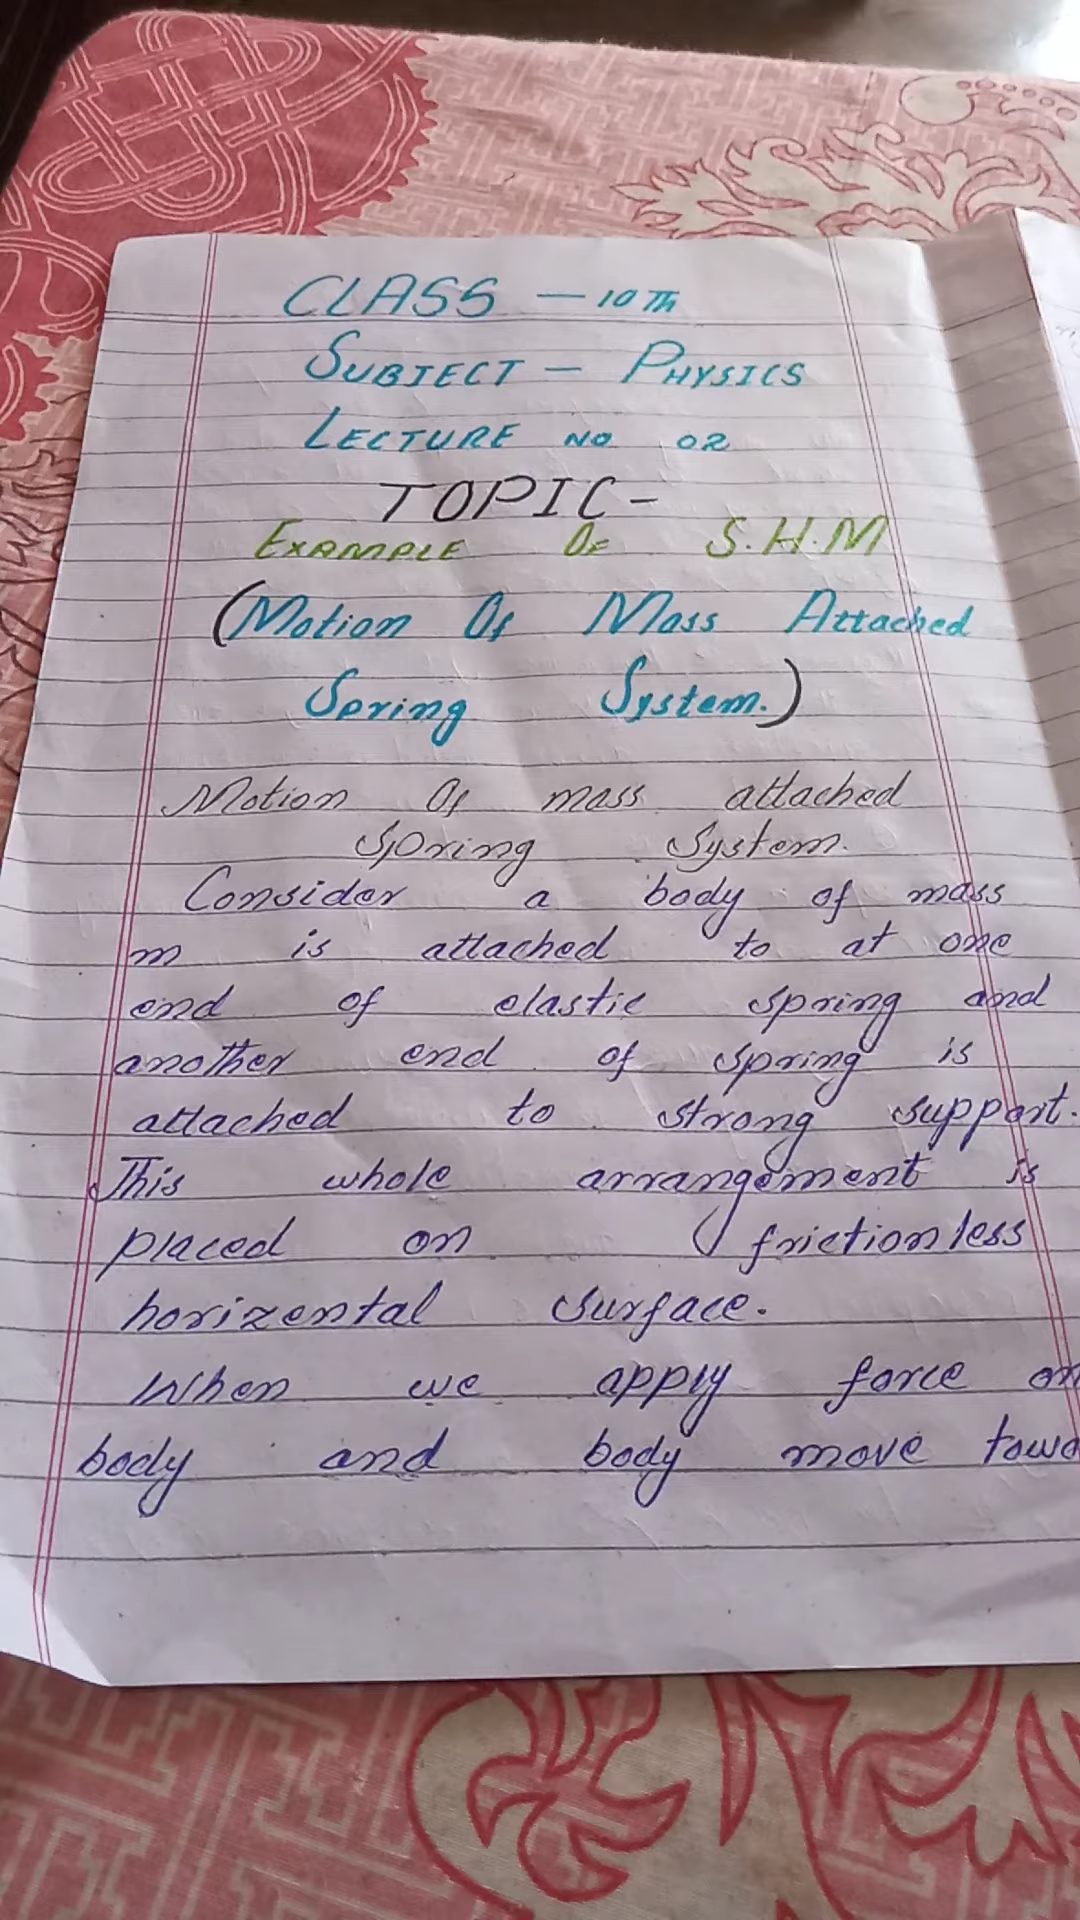 CLASS — 10Th
SUBJECT — PHYSICS
LECTURE NO 02
TOPIC-
EXAMPLE OF S.H.M
(Motion Of Mass Attached
Spring System.)
Motion Of mass attached
Spring System.
Consider a body of mass
m is attached to at one
end of elastic spring and
another end of spring is
attached to strong support.
This whole arrangement is
placed on frictionless
horizental surface.
When we apply force on
body and body move towa